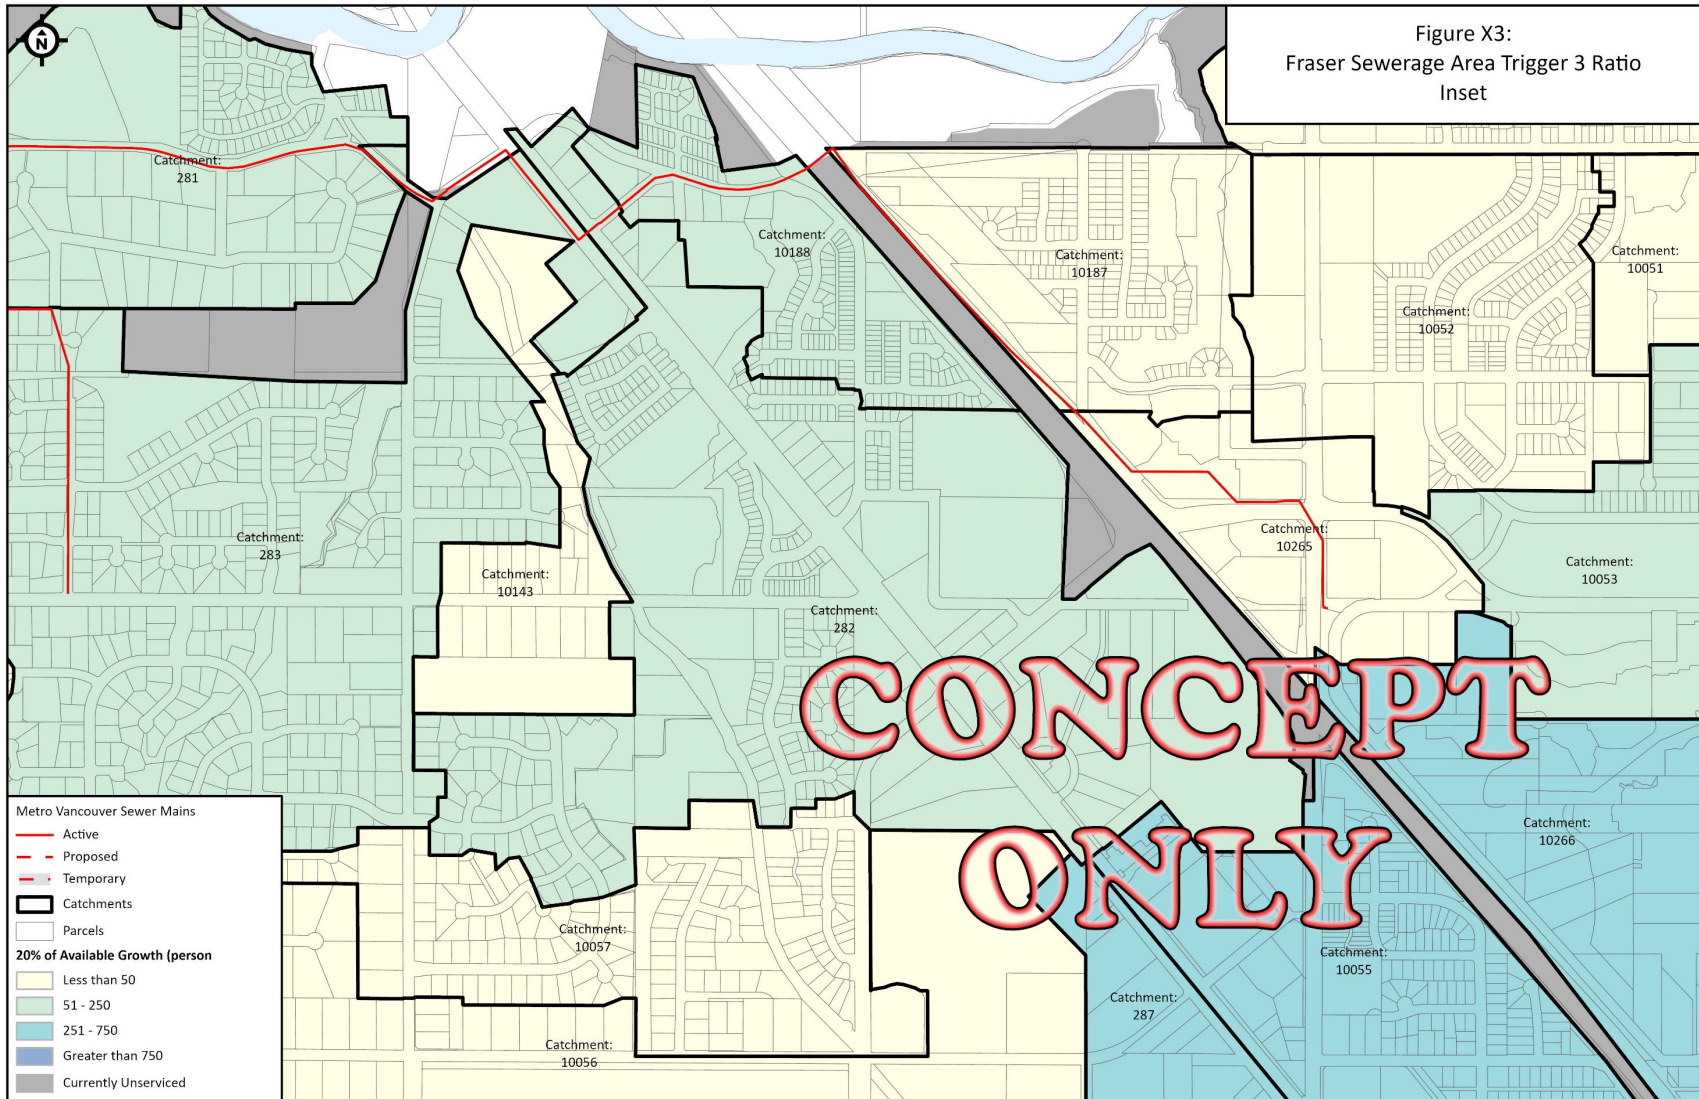 Figure X3:
Fraser Sewerage Area Trigger 3 Ratio
Inset
N
Catchment:
281
Catchment:
10188
Catchment:
10187
Catchment:
10051
Catchment:
10052
Catchment:
283
Catchment:
10143
Catchment:
282
Catchment:
10265
Catchment:
10053
CONCEPT
ONLY
Catchment:
10266
Catchment:
10057
Catchment:
10055
Catchment:
287
Catchment:
10056
Metro Vancouver Sewer Mains
Active
Proposed
Temporary
Catchments
Parcels
20% of Available Growth (person
Less than 50
51 - 250
251 - 750
Greater than 750
Currently Unserviced